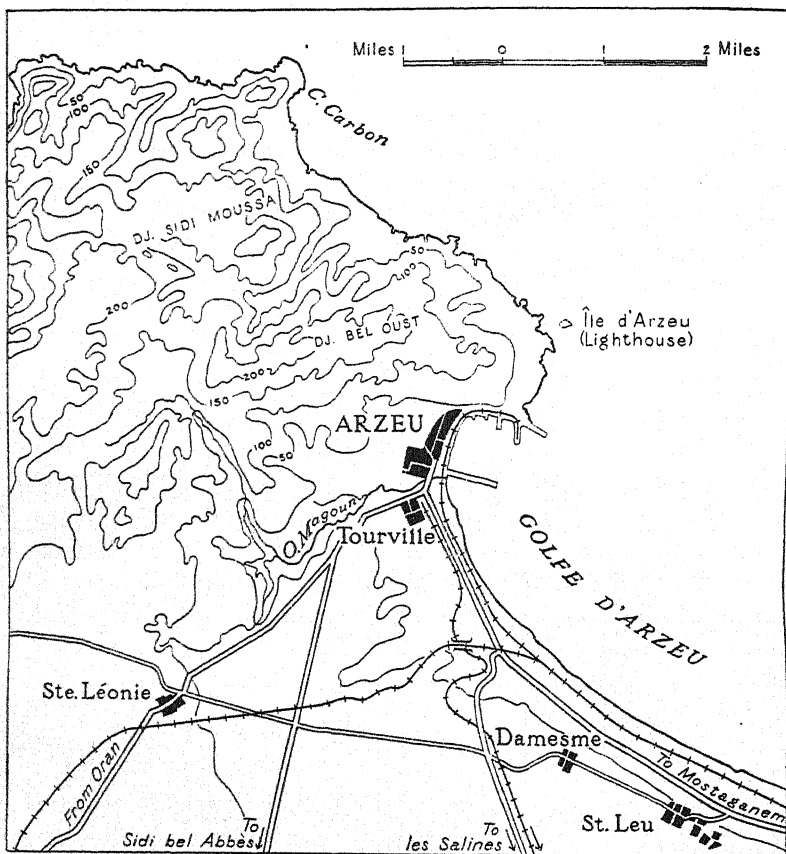 Miles 1 0 1 2 Miles
C. Carbon
50
100
150
DJ. SIDI MOUSSA
200
50
100
Île d'Arzeu
(Lighthouse)
DJ. BEL OUST
200
150
ARZEU
100
50
O. Magoun
Tourville
GOLFE D'ARZEU
Ste. Léonie
Damesme
From Oran
To Mostaganem
St. Leu
To
Sidi bel Abbès
To
les Salines